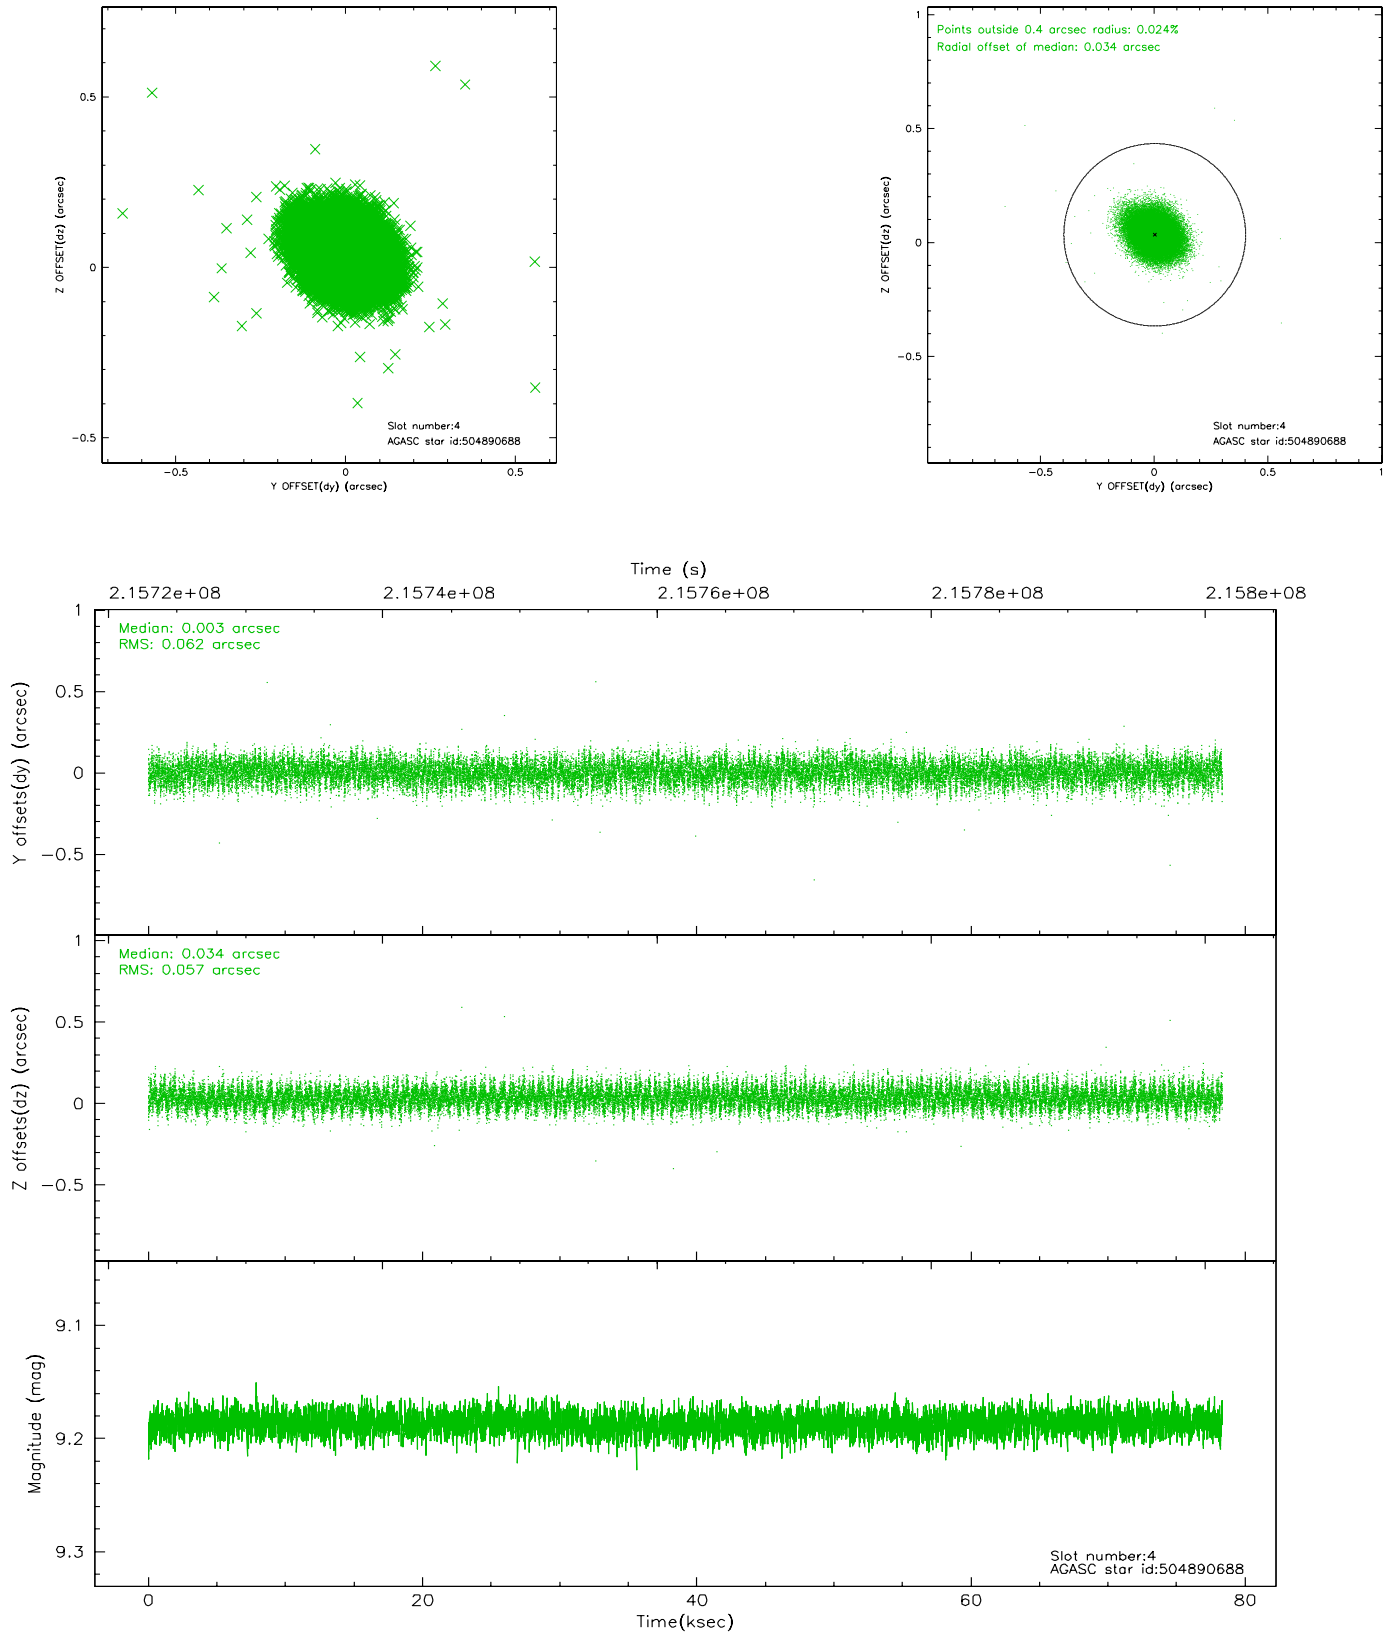 0.5
0
-0.5
Z OFFSET(dz) (arcsec)
Slot number:4
AGASC star id:504890688
-0.5
0
0.5
Y OFFSET(dy) (arcsec)
Points outside 0.4 arcsec radius: 0.024%
Radial offset of median: 0.034 arcsec
1
0.5
0
-0.5
Z OFFSET(dz) (arcsec)
Slot number:4
AGASC star id:504890688
-0.5
0
0.5
1
Y OFFSET(dy) (arcsec)
Time (s)
2.1572e+08
2.1574e+08
2.1576e+08
2.1578e+08
2.158e+08
Median: 0.003 arcsec
RMS: 0.062 arcsec
1
0.5
0
-0.5
Y offsets(dy) (arcsec)
Median: 0.034 arcsec
RMS: 0.057 arcsec
1
0.5
0
-0.5
Z offsets(dz) (arcsec)
9.1
9.2
9.3
Magnitude (mag)
Slot number:4
AGASC star id:504890688
0
20
40
60
80
Time(ksec)